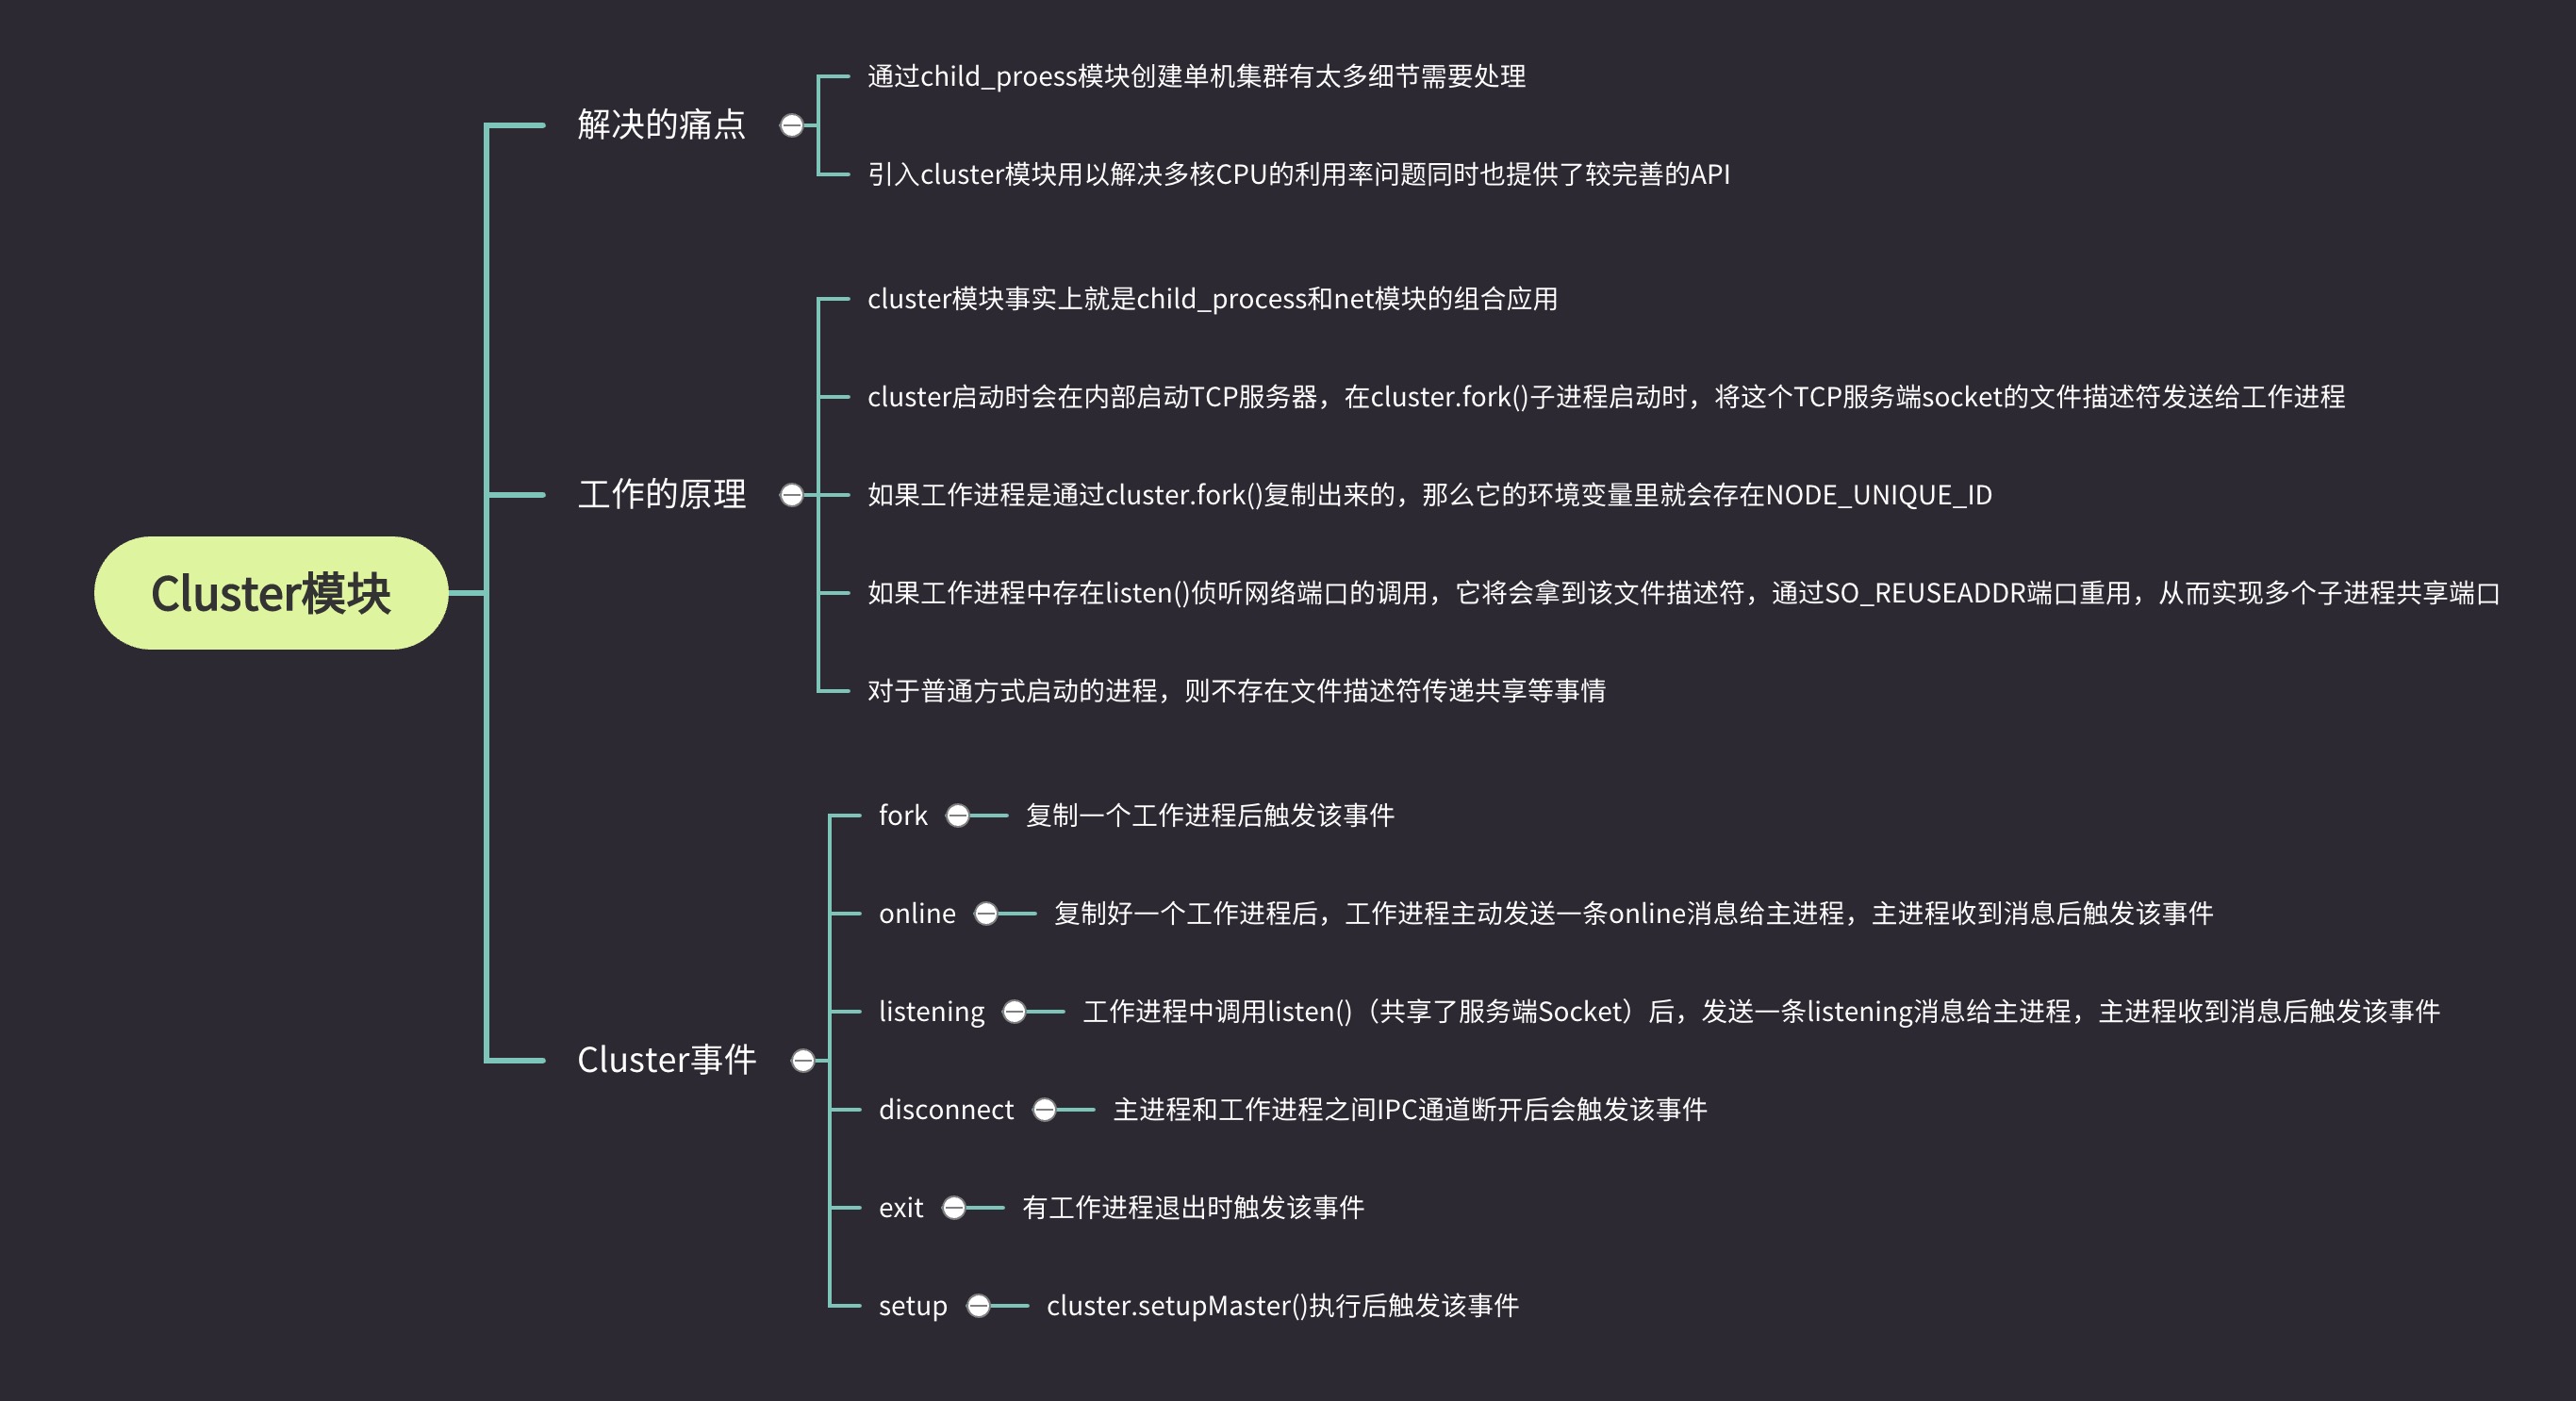 Cluster模块
解决的痛点
通过child_proess模块创建单机集群有太多细节需要处理
引入cluster模块用以解决多核CPU的利用率问题同时也提供了较完善的API
工作的原理
cluster模块事实上就是child_process和net模块的组合应用
cluster启动时会在内部启动TCP服务器，在cluster.fork()子进程启动时，将这个TCP服务端socket的文件描述符发送给工作进程
如果工作进程是通过cluster.fork()复制出来的，那么它的环境变量里就会存在NODE_UNIQUE_ID
如果工作进程中存在listen()侦听网络端口的调用，它将会拿到该文件描述符，通过SO_REUSEADDR端口重用，从而实现多个子进程共享端口
对于普通方式启动的进程，则不存在文件描述符传递共享等事情
Cluster事件
fork
复制一个工作进程后触发该事件
online
复制好一个工作进程后，工作进程主动发送一条online消息给主进程，主进程收到消息后触发该事件
listening
工作进程中调用listen()（共享了服务端Socket）后，发送一条listening消息给主进程，主进程收到消息后触发该事件
disconnect
主进程和工作进程之间IPC通道断开后会触发该事件
exit
有工作进程退出时触发该事件
setup
cluster.setupMaster()执行后触发该事件